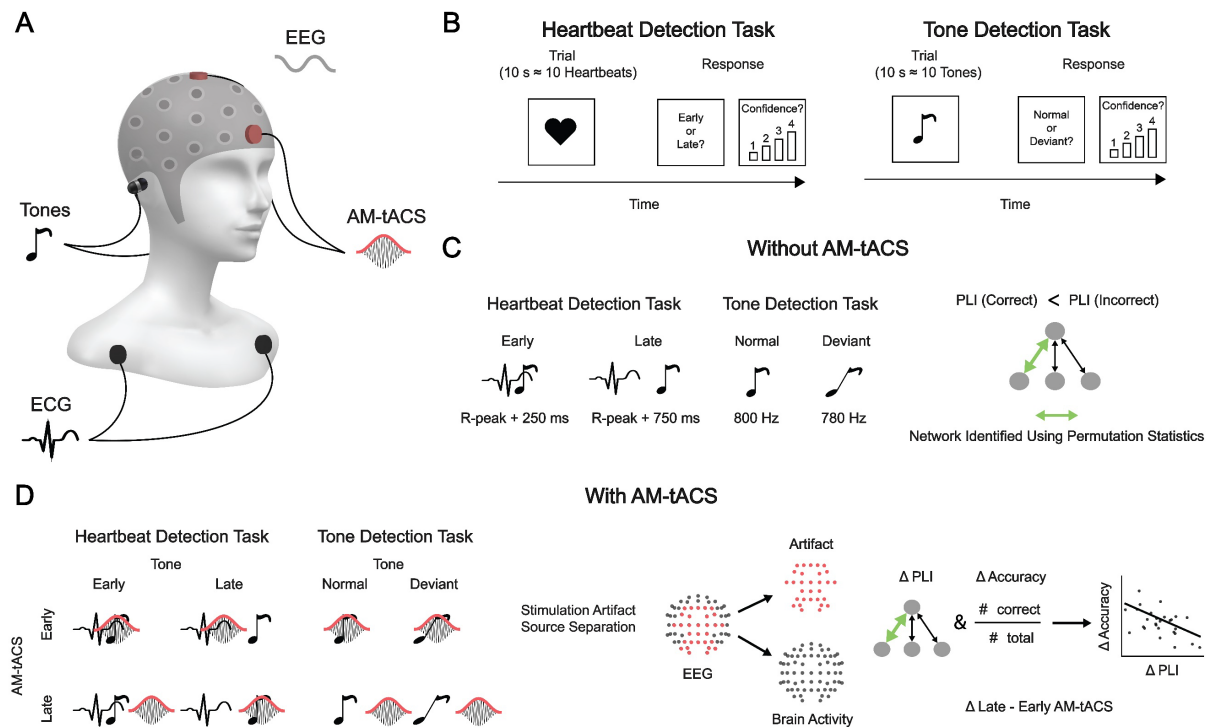 A
EEG
Tones
AM-tACS
ECG
B
Heartbeat Detection Task
Trial
(10 s ≈ 10 Heartbeats)
Response
Early
or
Late?
Confidence?
1 2 3 4
Time
Tone Detection Task
Trial
(10 s ≈ 10 Tones)
Response
Normal
or
Deviant?
Confidence?
1 2 3 4
Time
C
Without AM-tACS
Heartbeat Detection Task
Early
Late
R-peak + 250 ms
R-peak + 750 ms
Tone Detection Task
Normal
Deviant
800 Hz
780 Hz
PLI (Correct) < PLI (Incorrect)
Network Identified Using Permutation Statistics
D
With AM-tACS
Heartbeat Detection Task
Tone
Early
Late
Tone Detection Task
Tone
Normal
Deviant
AM-tACS
Early
Late
Stimulation Artifact
Source Separation
EEG
Artifact
Brain Activity
Δ PLI
&
Δ Accuracy
# correct
# total
Δ Accuracy
Δ PLI
Δ Late - Early AM-tACS